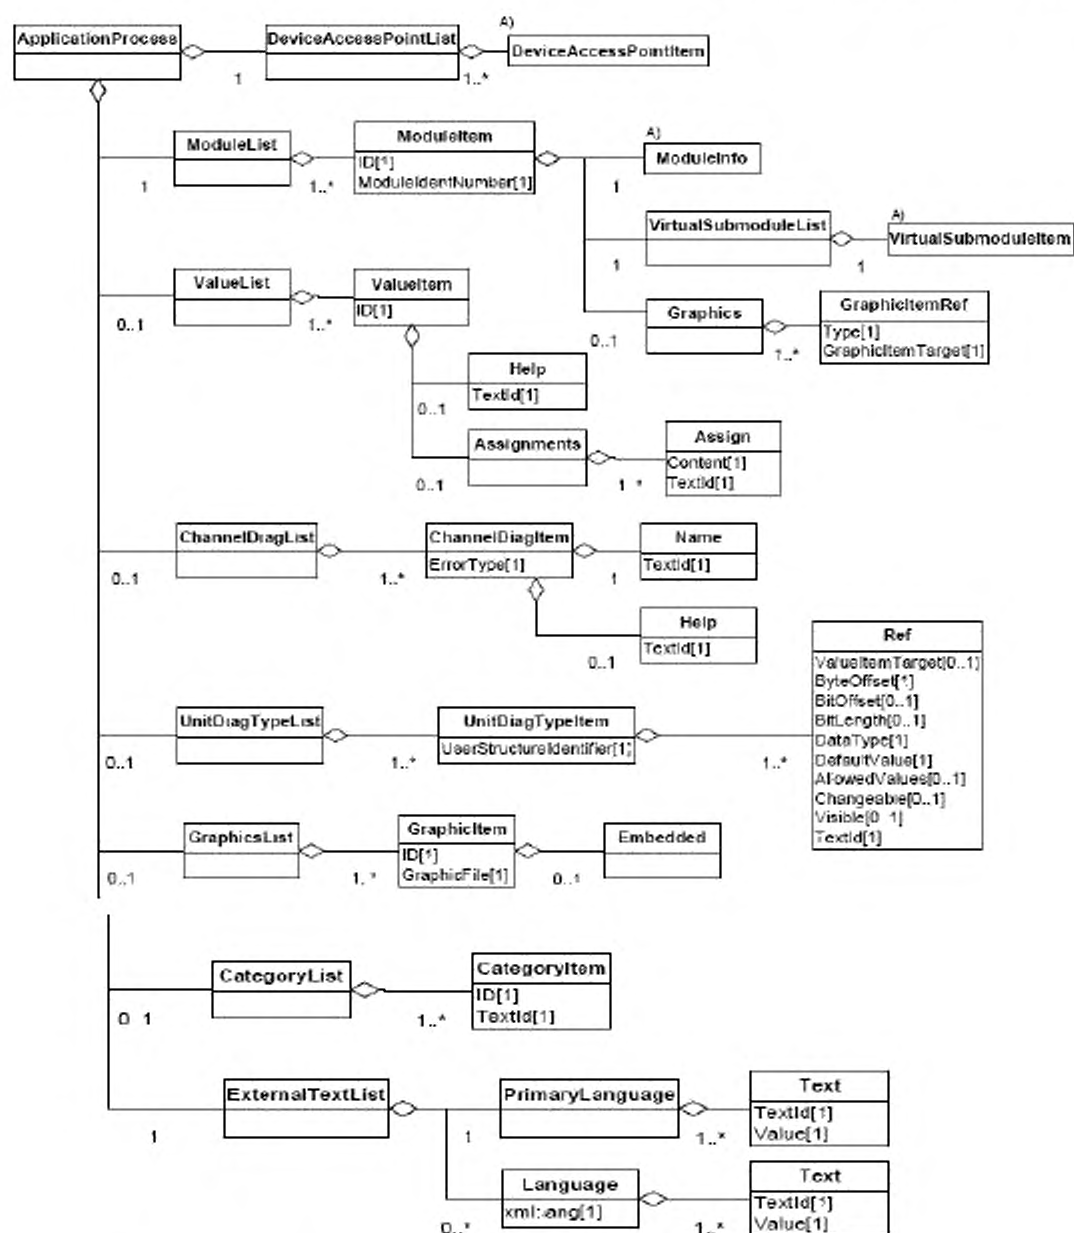 A)
ApplicationProcess
DeviceAccessPointList
DeviceAccessPointItem
1
1..*
ModuleList
ModuleItem
ID[1]
ModuleIdentNumber[1]
A)
ModuleInfo
1
1..*
1
VirtualSubmoduleList
A)
VirtualSubmoduleItem
1
1
ValueList
ValueItem
ID[1]
0..1
1..*
Graphics
GraphicItemRef
Type[1]
GraphicItemTarget[1]
0..1
1..*
Help
TextId[1]
0..1
Assignments
Assign
Content[1]
TextId[1]
0..1
1 *
ChannelDiagList
ChannelDiagItem
ErrorType[1]
Name
TextId[1]
0..1
1..*
1
Help
TextId[1]
0..1
Ref
ValueItemTarget[0..1]
ByteOffset[1]
BitOffset[0..1]
BitLength[0..1]
DataType[1]
DefaultValue[1]
AllowedValues[0..1]
Changeable[0..1]
Visible[0 1]
TextId[1]
UnitDiagTypeList
UnitDiagTypeItem
UserStructureIdentifier[1]
0..1
1..*
1..*
GraphicsList
GraphicItem
ID[1]
GraphicFile[1]
Embedded
0..1
1..*
0..1
CategoryList
CategoryItem
ID[1]
TextId[1]
0 1
1..*
ExternalTextList
PrimaryLanguage
Text
TextId[1]
Value[1]
1
1
1..*
Language
xml:lang[1]
Text
TextId[1]
Value[1]
0..*
1..*